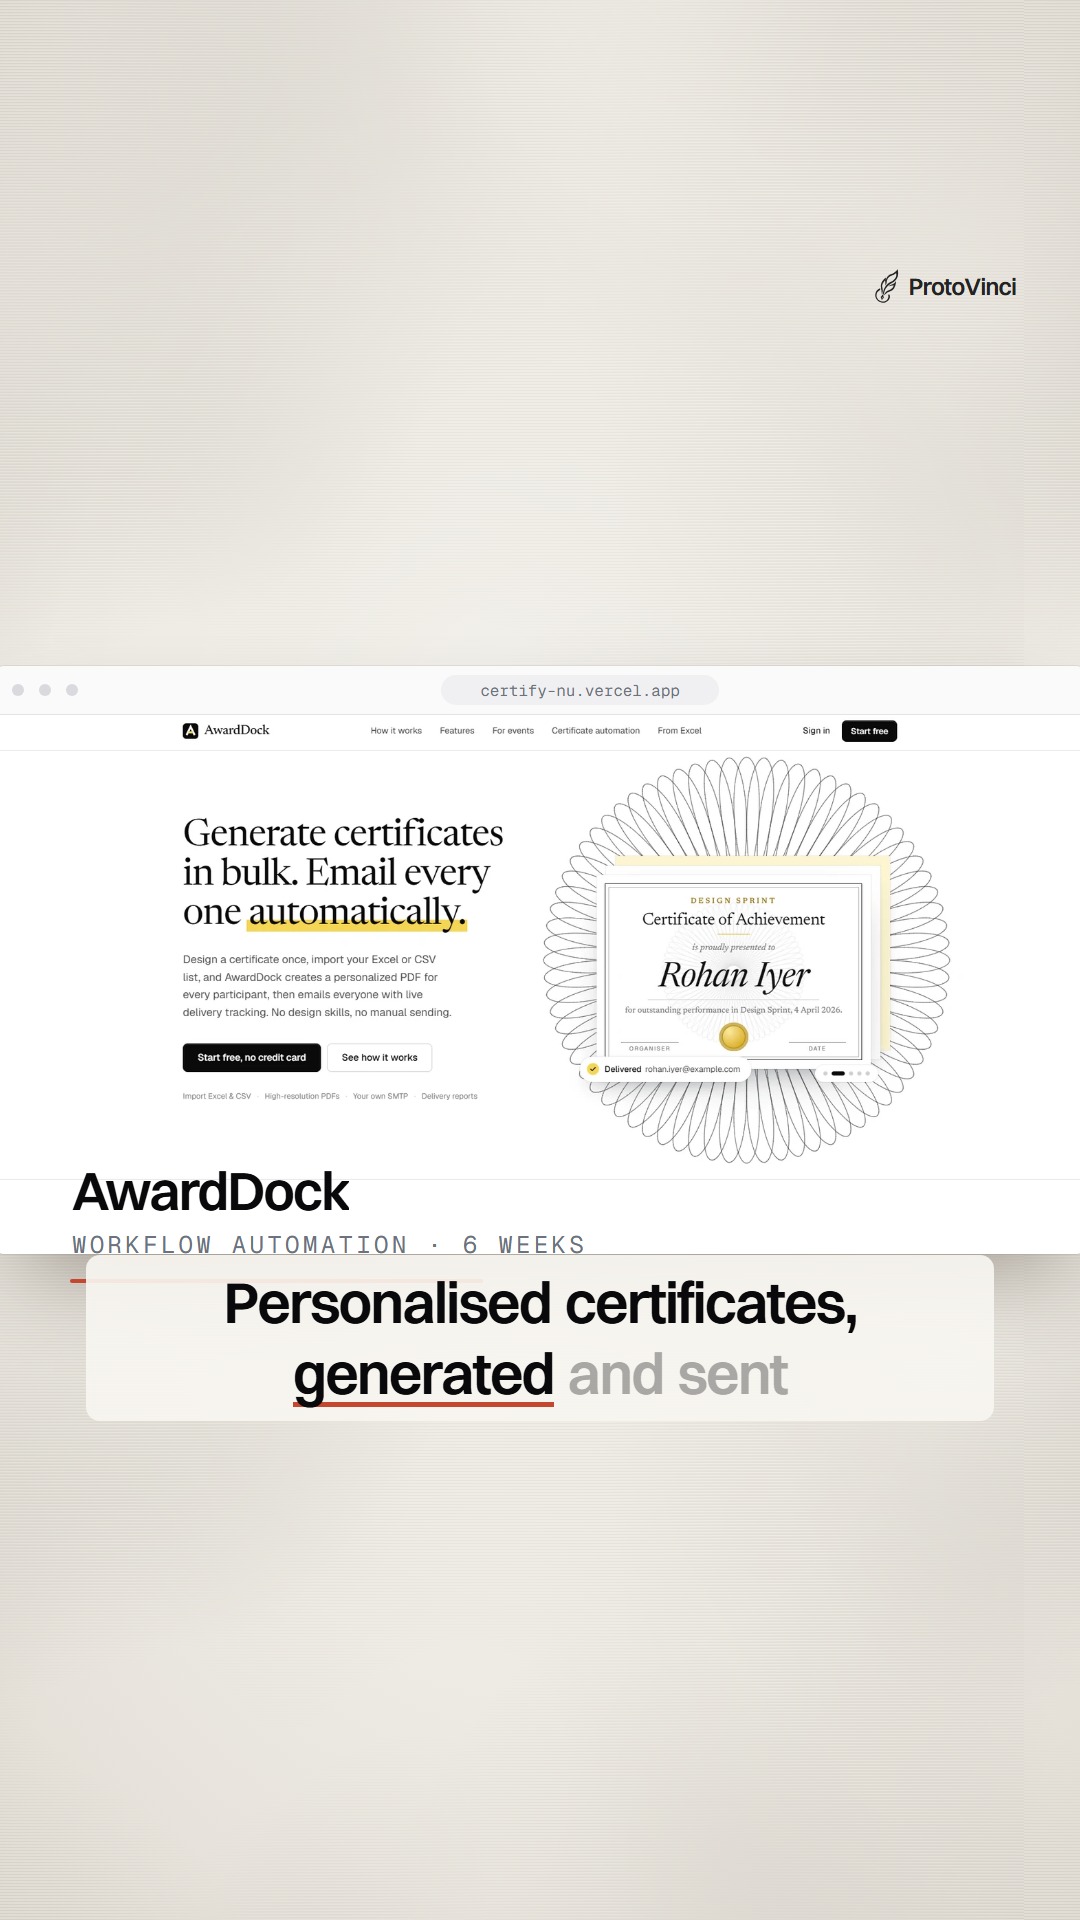 ProtoVinci
certify-nu.vercel.app
AwardDock
How it works
Features
For events
Certificate automation
From Excel
Sign in
Start free
Generate certificates
in bulk. Email every
one automatically.
Design a certificate once, import your Excel or CSV
list, and AwardDock creates a personalized PDF for
every participant, then emails everyone with live
delivery tracking. No design skills, no manual sending.
Start free, no credit card
See how it works
Import Excel & CSV · High-resolution PDFs · Your own SMTP · Delivery reports
DESIGN SPRINT
Certificate of Achievement
is proudly presented to
Rohan Iyer
for outstanding performance in Design Sprint, 4 April 2026.
ORGANISER
DATE
Delivered rohan.iyer@example.com
AwardDock
WORKFLOW AUTOMATION · 6 WEEKS
Personalised certificates,
generated and sent